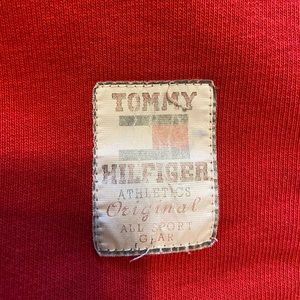 TOMMY
HILFIGER
ATHLETICS
Original
ALL SPORT
GEAR